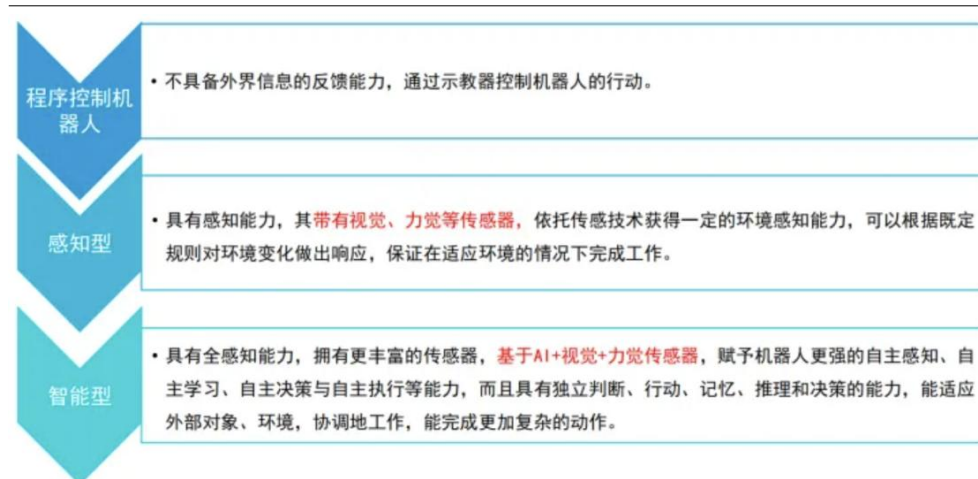 程序控制机
器人
• 不具备外界信息的反馈能力，通过示教器控制机器人的行动。
感知型
• 具有感知能力，其带有视觉、力觉等传感器，依托传感技术获得一定的环境感知能力，可以根据既定
规则对环境变化做出响应，保证在适应环境的情况下完成工作。
智能型
• 具有全感知能力，拥有更丰富的传感器，基于AI+视觉+力觉传感器，赋予机器人更强的自主感知、自
主学习、自主决策与自主执行等能力，而且具有独立判断、行动、记忆、推理和决策的能力，能适应
外部对象、环境，协调地工作，能完成更加复杂的动作。